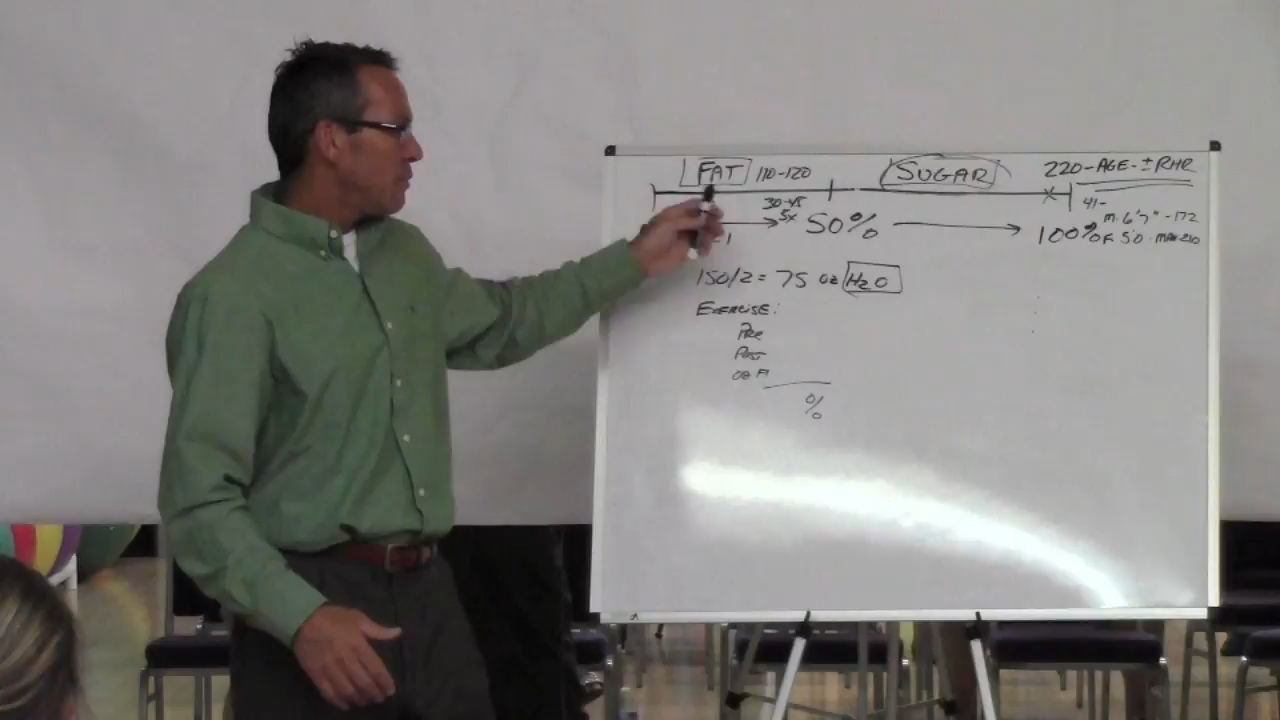 FAT 110-120 SUGAR 220-AGE-±RHR
30-45 41-
5x 50% 100% OF 50
-1
150/2= 75 oz H2O
EXERCISE:
PRE
POST
%